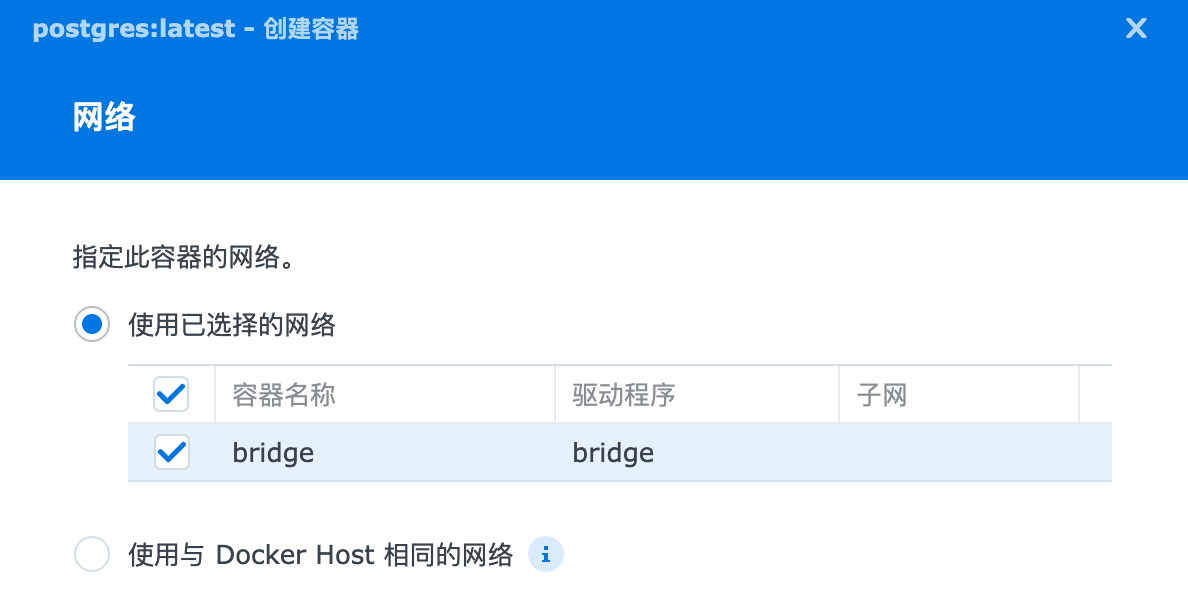 postgres:latest - 创建容器
网络
指定此容器的网络。
使用已选择的网络
容器名称 驱动程序 子网
bridge bridge
使用与 Docker Host 相同的网络